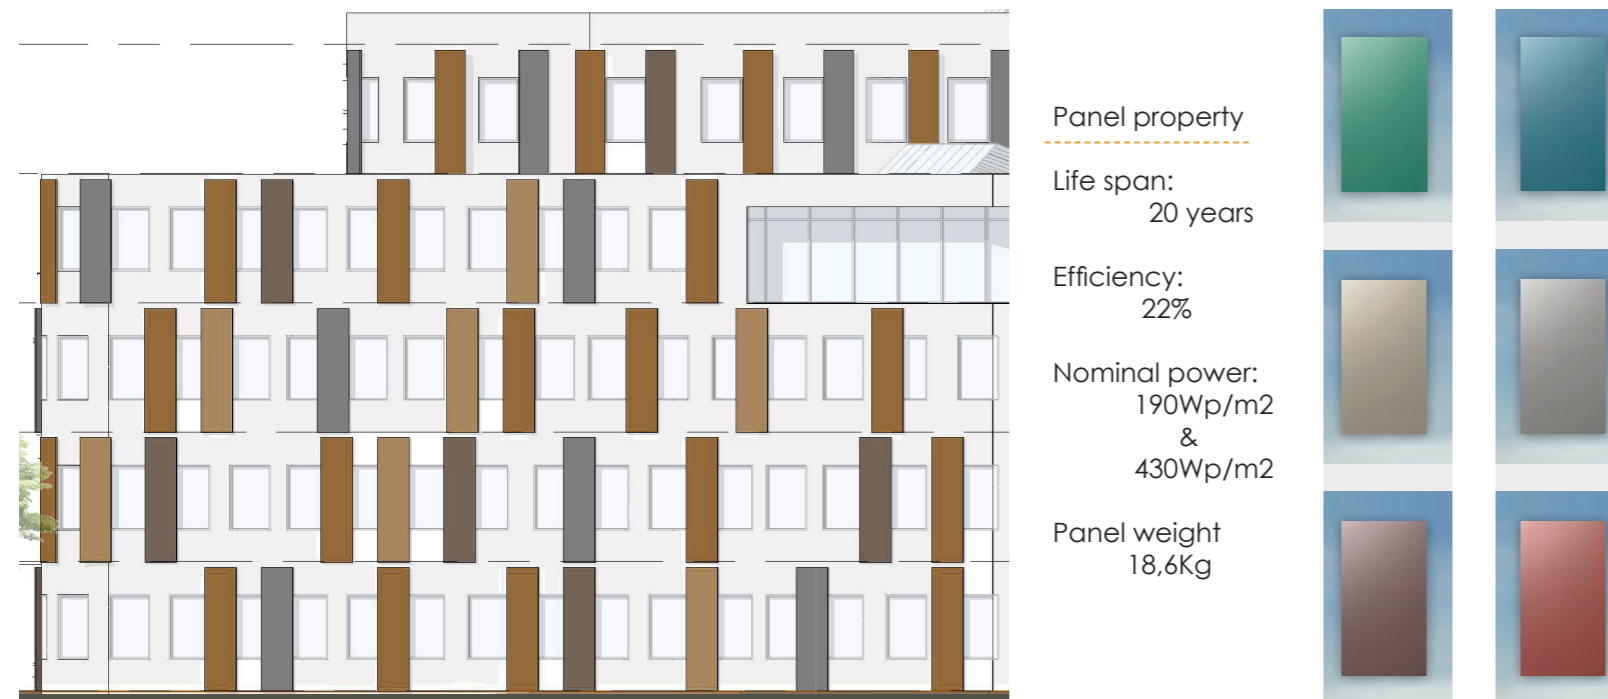 Panel property
Life span:
20 years
Efficiency:
22%
Nominal power:
190Wp/m2
&
430Wp/m2
Panel weight
18,6Kg